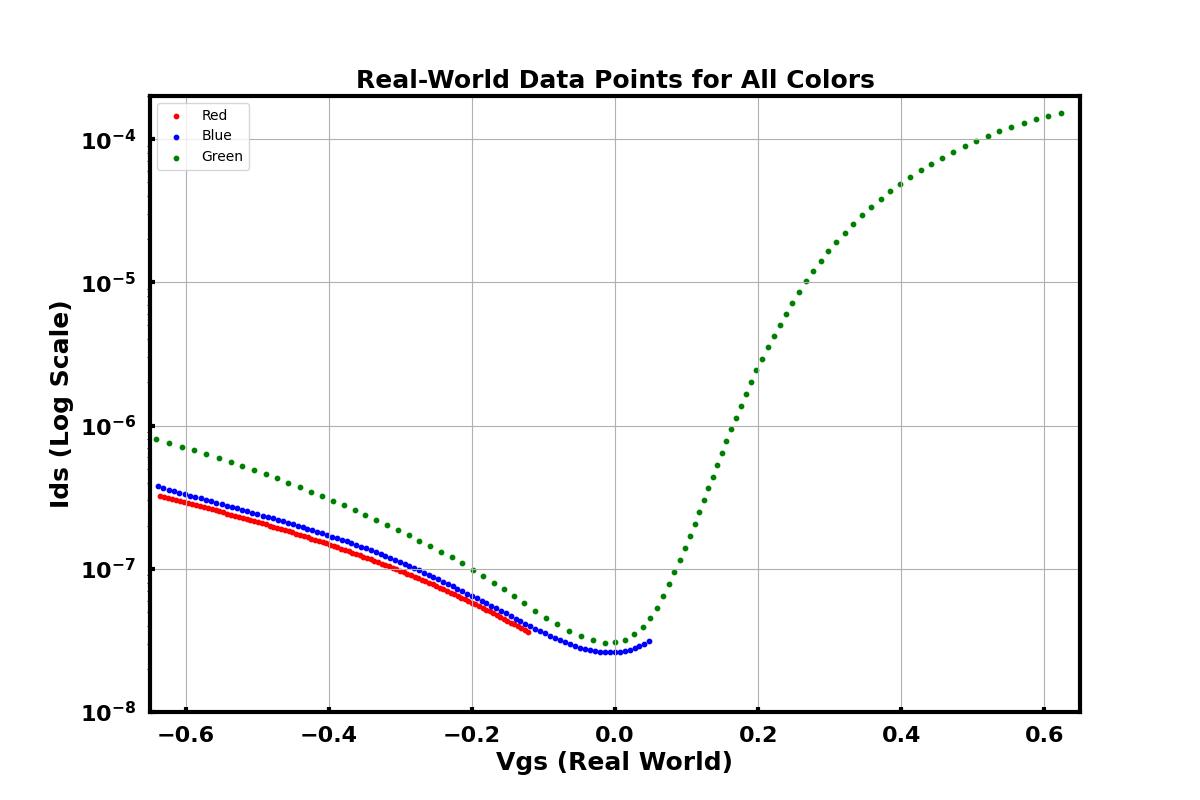 Real-World Data Points for All Colors
Red
Blue
Green
10⁻⁴
10⁻⁵
10⁻⁶
10⁻⁷
10⁻⁸
Ids (Log Scale)
−0.6 −0.4 −0.2 0.0 0.2 0.4 0.6
Vgs (Real World)